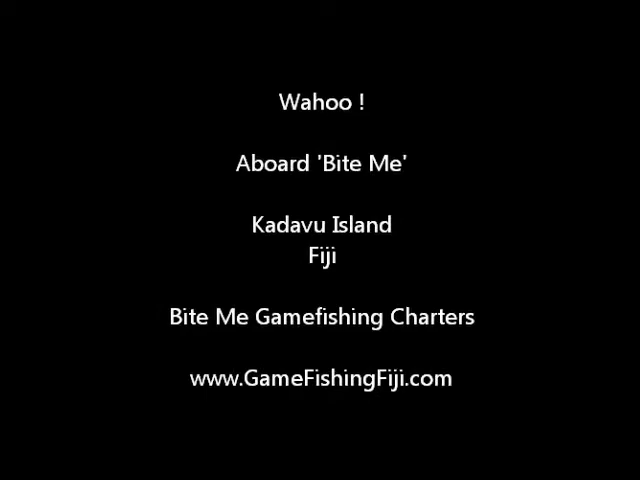 Wahoo !
Aboard 'Bite Me'
Kadavu Island
Fiji
Bite Me Gamefishing Charters
www.GameFishingFiji.com